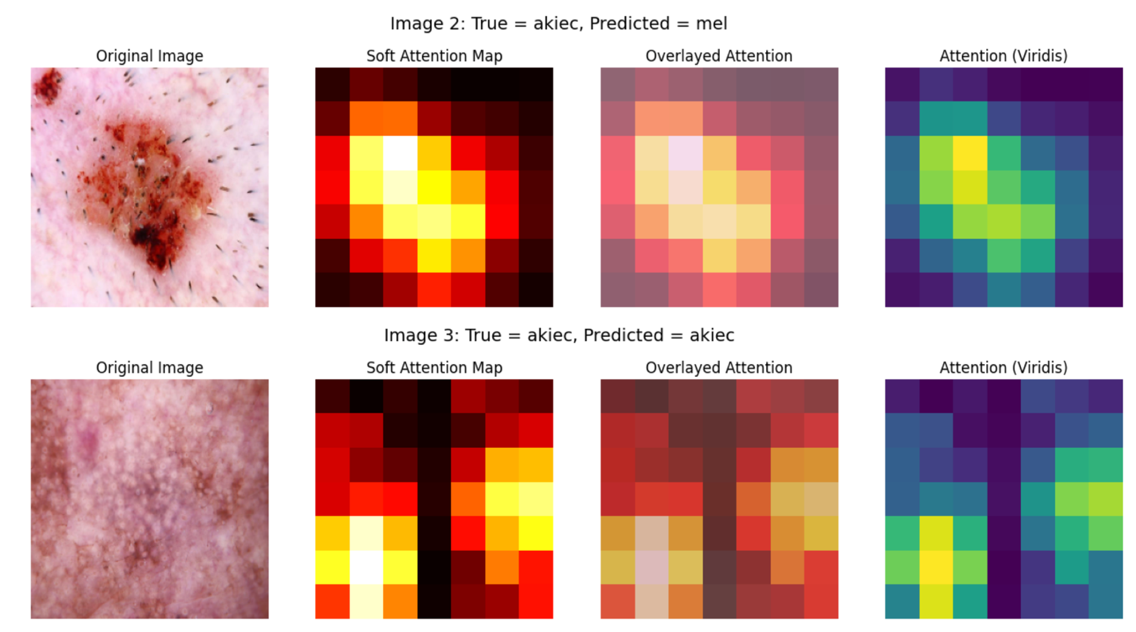 Image 2: True = akiec, Predicted = mel
Original Image
Soft Attention Map
Overlayed Attention
Attention (Viridis)
Image 3: True = akiec, Predicted = akiec
Original Image
Soft Attention Map
Overlayed Attention
Attention (Viridis)